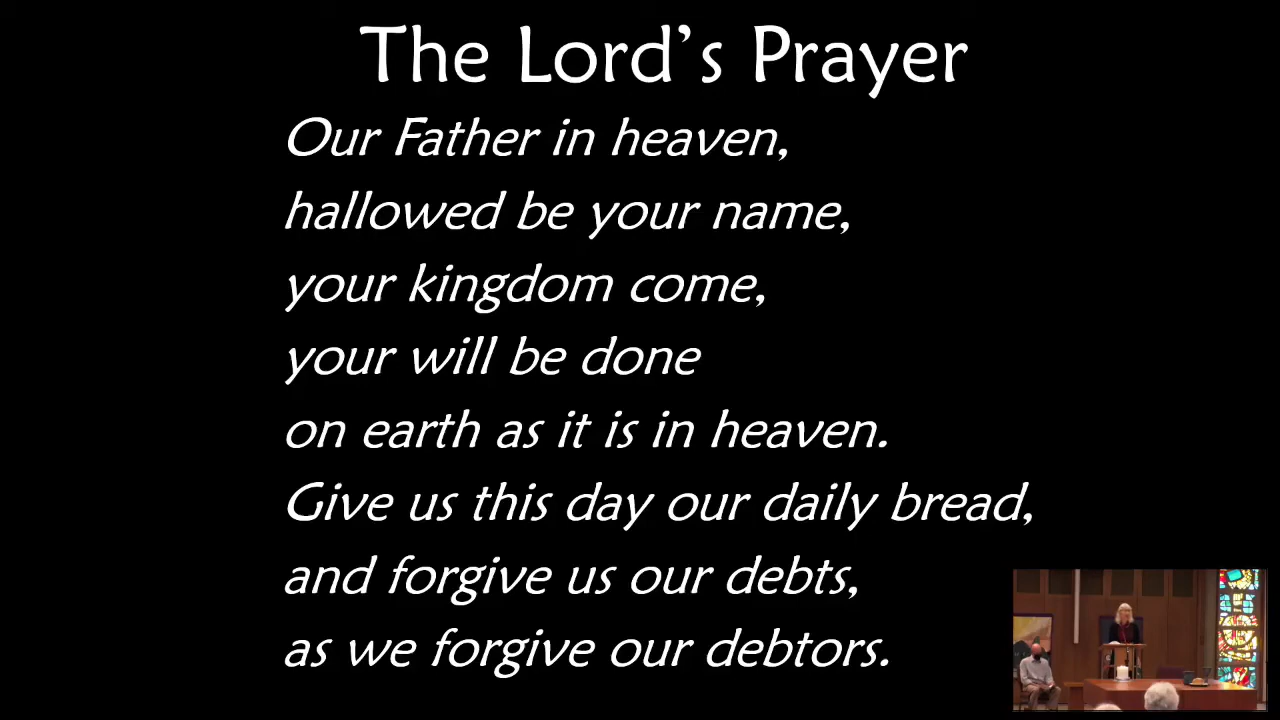 The Lord’s Prayer
Our Father in heaven,
hallowed be your name,
your kingdom come,
your will be done
on earth as it is in heaven.
Give us this day our daily bread,
and forgive us our debts,
as we forgive our debtors.